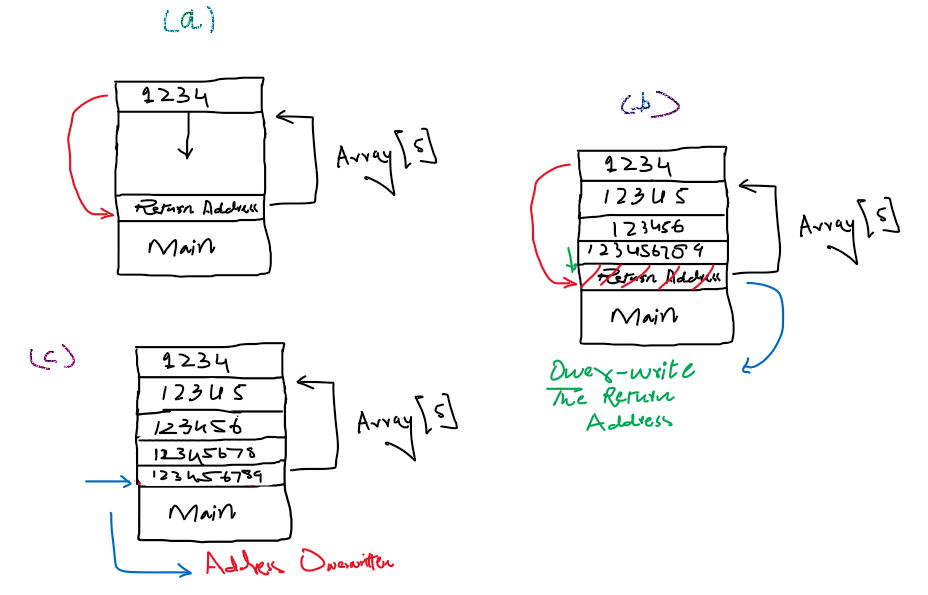 (a)
1234
Return Address
Main
Array[5]
(b)
1234
12345
123456
123456789
Return Address
Main
Array[5]
Over-write
The Return
Address
(c)
1234
12345
123456
12345678
123456789
Main
Array[5]
Address Overwritten